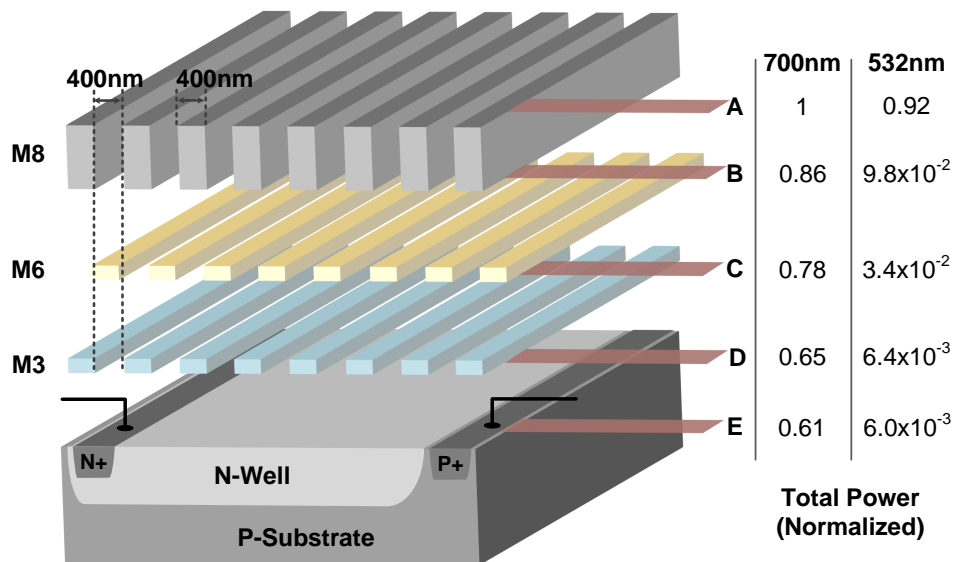 400nm 400nm
700nm 532nm
A 1 0.92
M8
B 0.86 9.8x10⁻²
M6
C 0.78 3.4x10⁻²
M3
D 0.65 6.4x10⁻³
E 0.61 6.0x10⁻³
N+ P+
N-Well
P-Substrate
Total Power
(Normalized)